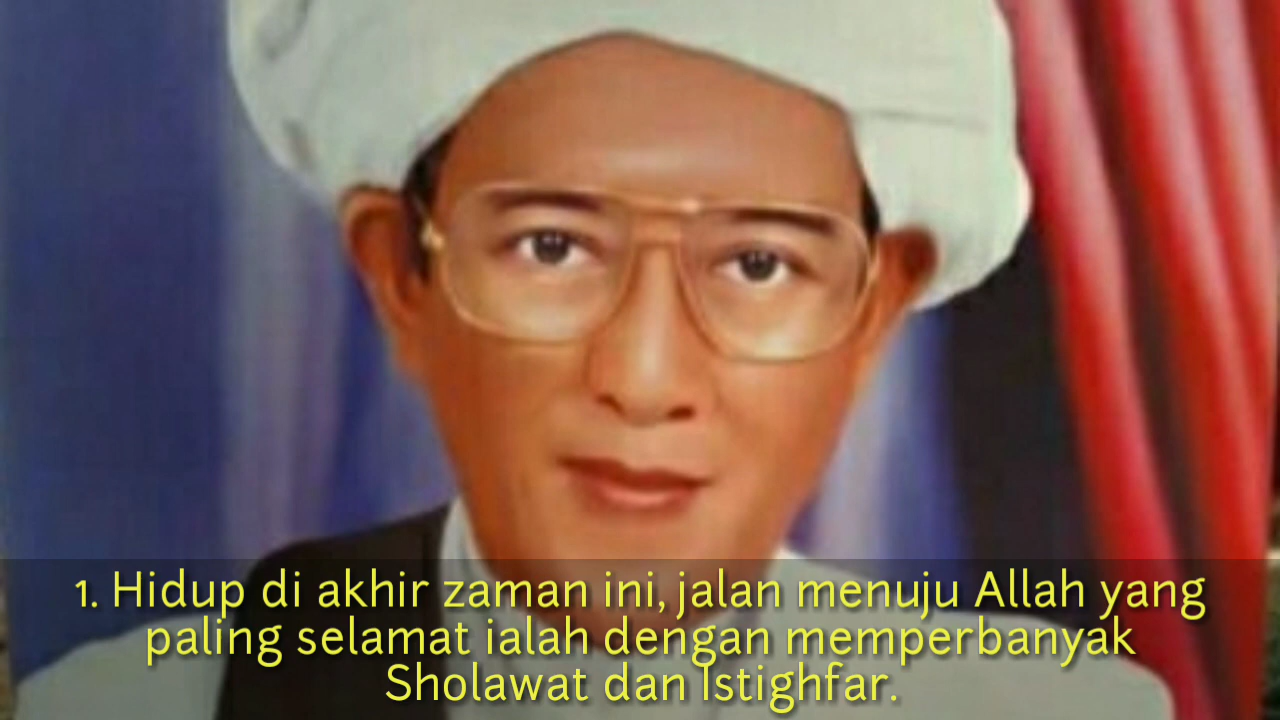 1. Hidup di akhir zaman ini, jalan menuju Allah yang
paling selamat ialah dengan memperbanyak
Sholawat dan Istighfar.